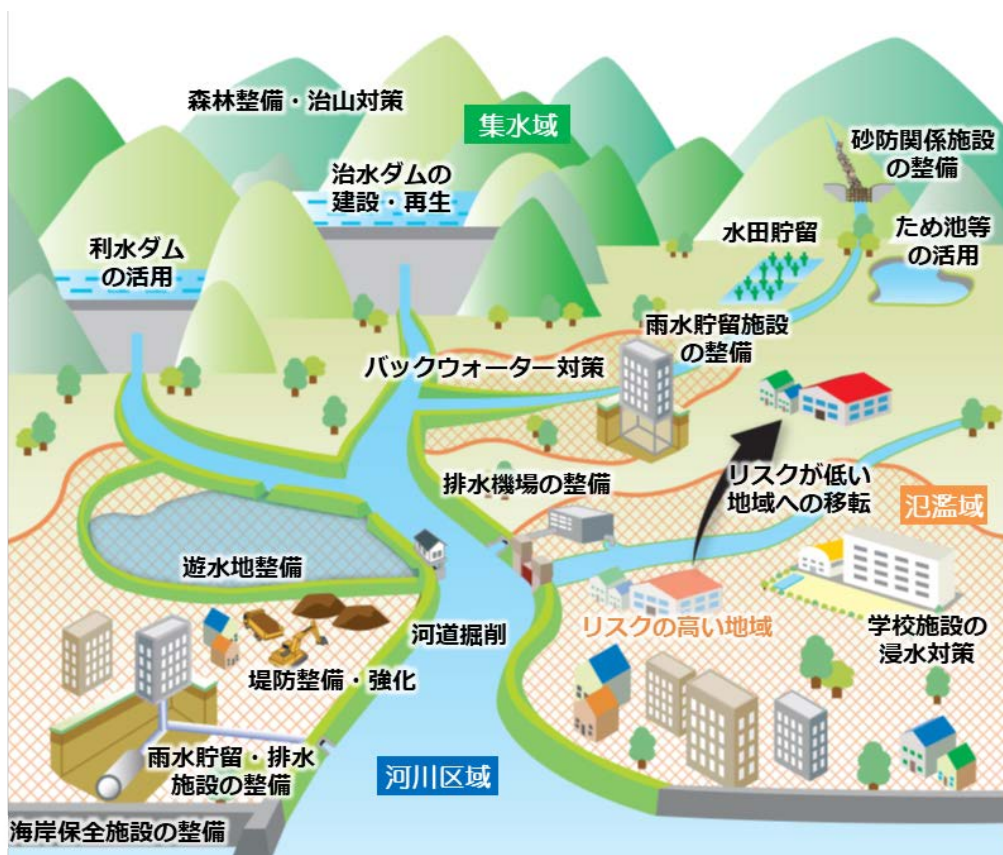 森林整備・治山対策
集水域
砂防関係施設
の整備
治水ダムの
建設・再生
水田貯留
ため池等
の活用
利水ダム
の活用
雨水貯留施設
の整備
バックウォーター対策
排水機場の整備
リスクが低い
地域への移転
氾濫域
遊水地整備
リスクの高い地域
学校施設の
浸水対策
河道掘削
堤防整備・強化
雨水貯留・排水
施設の整備
河川区域
海岸保全施設の整備